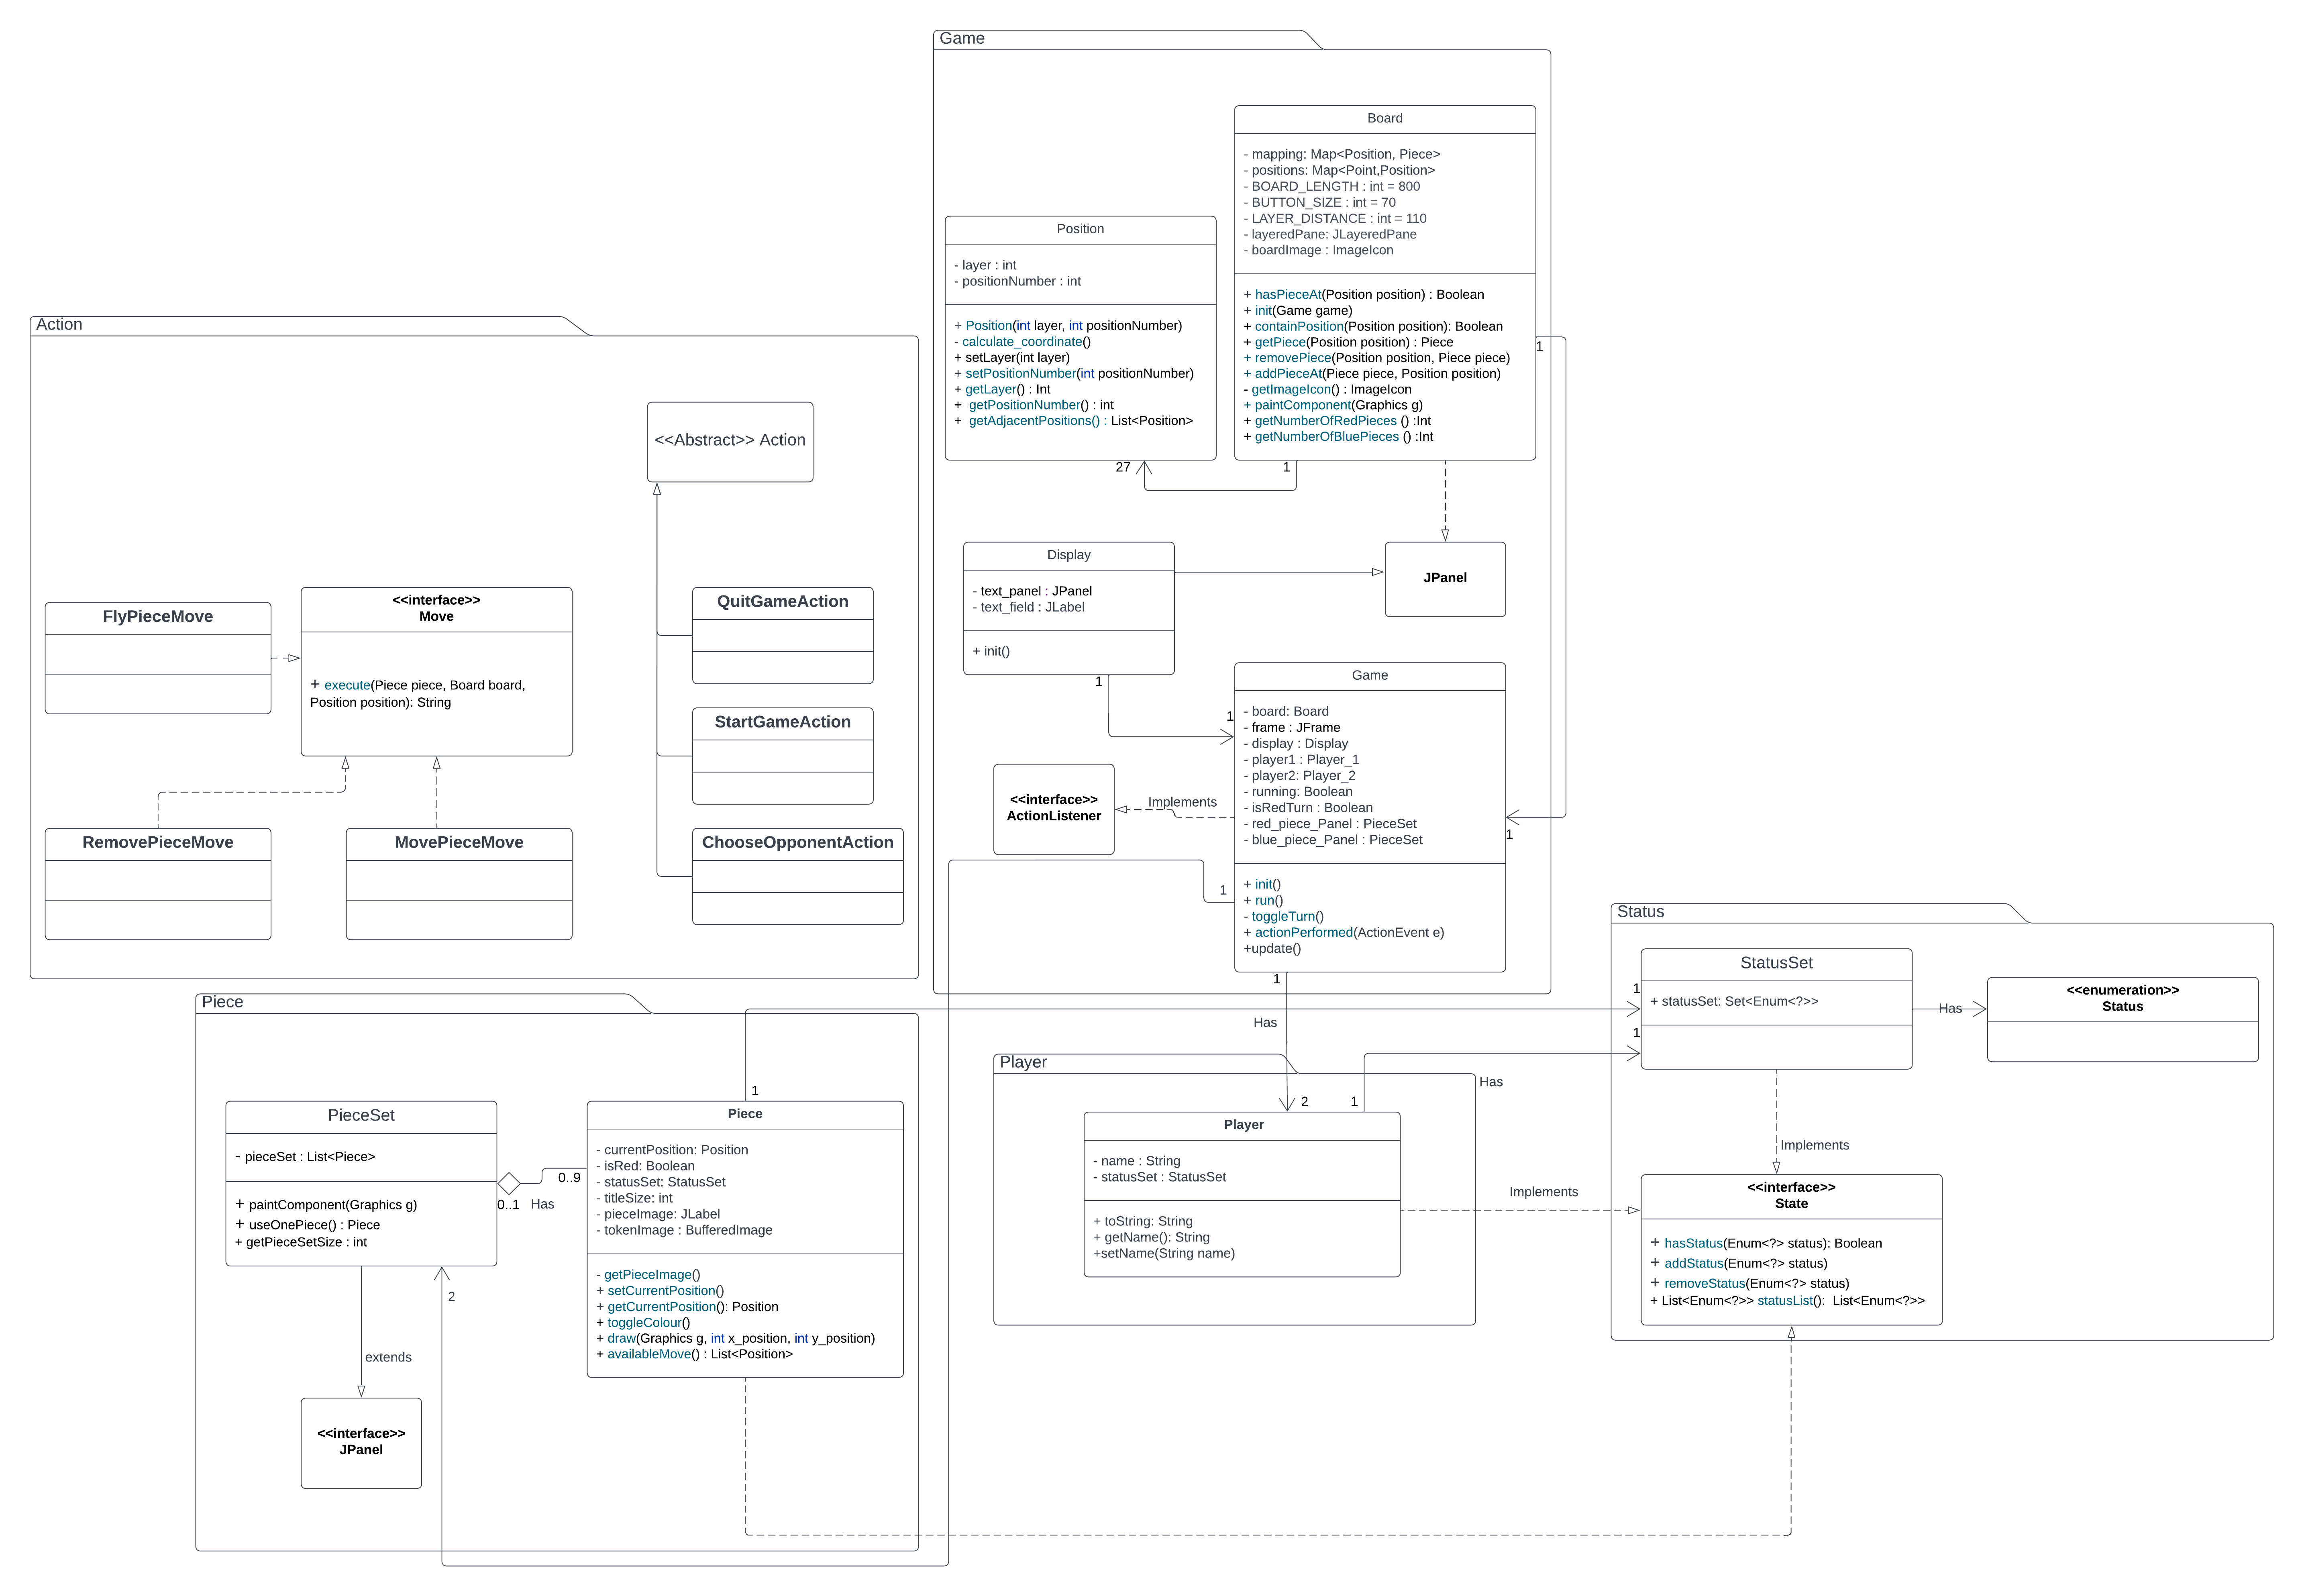 Game
Board
- mapping: Map<Position, Piece>
- positions: Map<Point,Position>
- BOARD_LENGTH : int = 800
- BUTTON_SIZE : int = 70
- LAYER_DISTANCE : int = 110
- layeredPane: JLayeredPane
- boardImage : ImageIcon
+ hasPieceAt(Position position) : Boolean
+ init(Game game)
+ containPosition(Position position): Boolean
+ getPiece(Position position) : Piece
+ removePiece(Position position, Piece piece)
+ addPieceAt(Piece piece, Position position)
- getImageIcon() : ImageIcon
+ paintComponent(Graphics g)
+ getNumberOfRedPieces () :Int
+ getNumberOfBluePieces () :Int
1
1
Position
- layer : int
- positionNumber : int
+ Position(int layer, int positionNumber)
- calculate_coordinate()
+ setLayer(int layer)
+ setPositionNumber(int positionNumber)
+ getLayer() : Int
+  getPositionNumber() : int
+  getAdjacentPositions() : List<Position>
27
Display
- text_panel : JPanel
- text_field : JLabel
+ init()
1
JPanel
1
Game
- board: Board
- frame : JFrame
- display : Display
- player1 : Player_1
- player2: Player_2
- running: Boolean
- isRedTurn : Boolean
- red_piece_Panel : PieceSet
- blue_piece_Panel : PieceSet
+ init()
+ run()
- toggleTurn()
+ actionPerformed(ActionEvent e)
+update()
1
1
1
<<interface>>
ActionListener
Implements
Action
<<Abstract>> Action
FlyPieceMove
<<interface>>
Move
+ execute(Piece piece, Board board,
Position position): String
QuitGameAction
StartGameAction
RemovePieceMove
MovePieceMove
ChooseOpponentAction
Piece
PieceSet
- pieceSet : List<Piece>
+ paintComponent(Graphics g)
+ useOnePiece() : Piece
+ getPieceSetSize : int
0..1
Has
0..9
2
extends
<<interface>>
JPanel
1
Piece
- currentPosition: Position
- isRed: Boolean
- statusSet: StatusSet
- titleSize: int
- pieceImage: JLabel
- tokenImage : BufferedImage
- getPieceImage()
+ setCurrentPosition()
+ getCurrentPosition(): Position
+ toggleColour()
+ draw(Graphics g, int x_position, int y_position)
+ availableMove() : List<Position>
Has
Player
2
1
Player
- name : String
- statusSet : StatusSet
+ toString: String
+ getName(): String
+setName(String name)
Has
Implements
Status
1
1
StatusSet
+ statusSet: Set<Enum<?>>
Has
<<enumeration>>
Status
Implements
<<interface>>
State
+ hasStatus(Enum<?> status): Boolean
+ addStatus(Enum<?> status)
+ removeStatus(Enum<?> status)
+ List<Enum<?>> statusList():  List<Enum<?>>